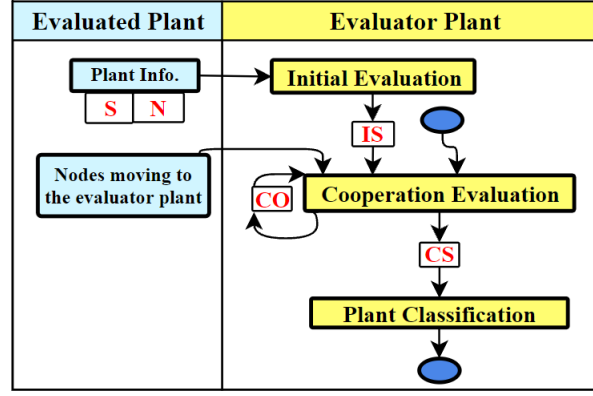 Evaluated Plant
Evaluator Plant
Plant Info.
S N
Initial Evaluation
IS
Nodes moving to
the evaluator plant
CO
Cooperation Evaluation
CS
Plant Classification